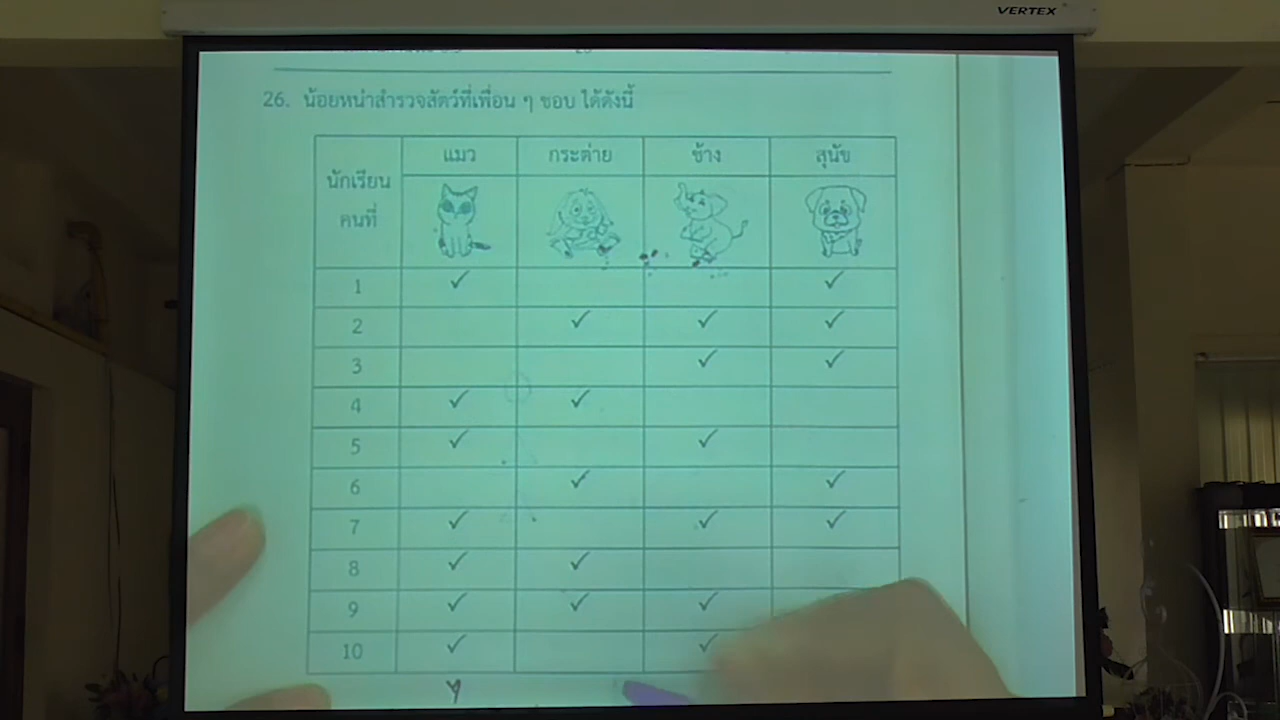 VERTEX
26. น้อยหน่าสำรวจสัตว์ที่เพื่อน ๆ ชอบ ได้ดังนี้
นักเรียนคนที่ แมว กระต่าย ช้าง สุนัข
1 ✓ ✓
2 ✓ ✓ ✓
3 ✓ ✓
4 ✓ ✓
5 ✓ ✓
6 ✓ ✓
7 ✓ ✓ ✓
8 ✓ ✓
9 ✓ ✓ ✓
10 ✓ ✓